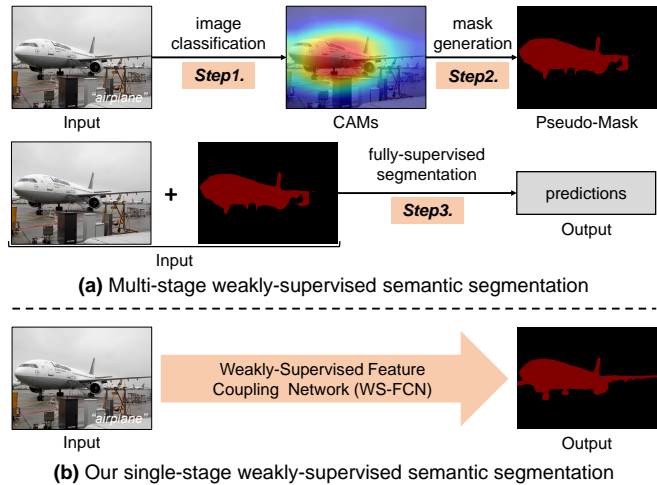 image
classification
Step1.
mask
generation
Step2.
"airplane"
Input
CAMs
Pseudo-Mask
+
fully-supervised
segmentation
Step3.
predictions
Output
Input
(a) Multi-stage weakly-supervised semantic segmentation
Weakly-Supervised Feature
Coupling Network (WS-FCN)
"airplane"
Input
Output
(b) Our single-stage weakly-supervised semantic segmentation